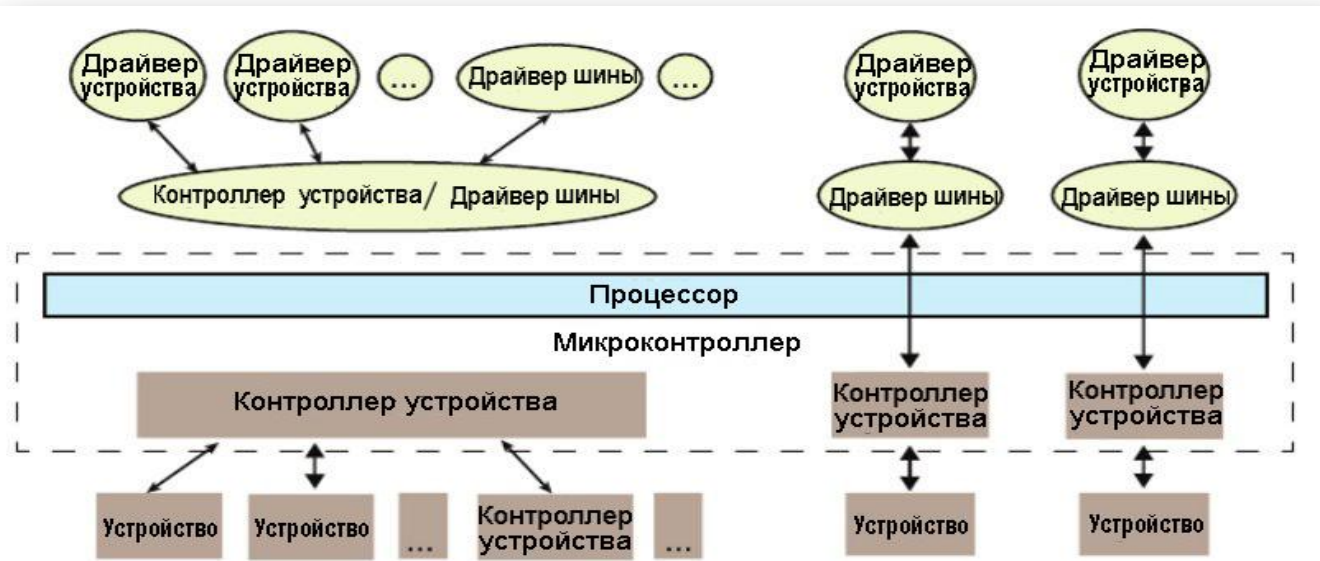 Драйвер
устройства
Драйвер
устройства
...
Драйвер шины
...
Драйвер
устройства
Драйвер
устройства
Контроллер устройства/ Драйвер шины
Драйвер шины
Драйвер шины
Процессор
Микроконтроллер
Контроллер устройства
Контроллер
устройства
Контроллер
устройства
Устройство
Устройство
...
Контроллер
устройства
...
Устройство
Устройство